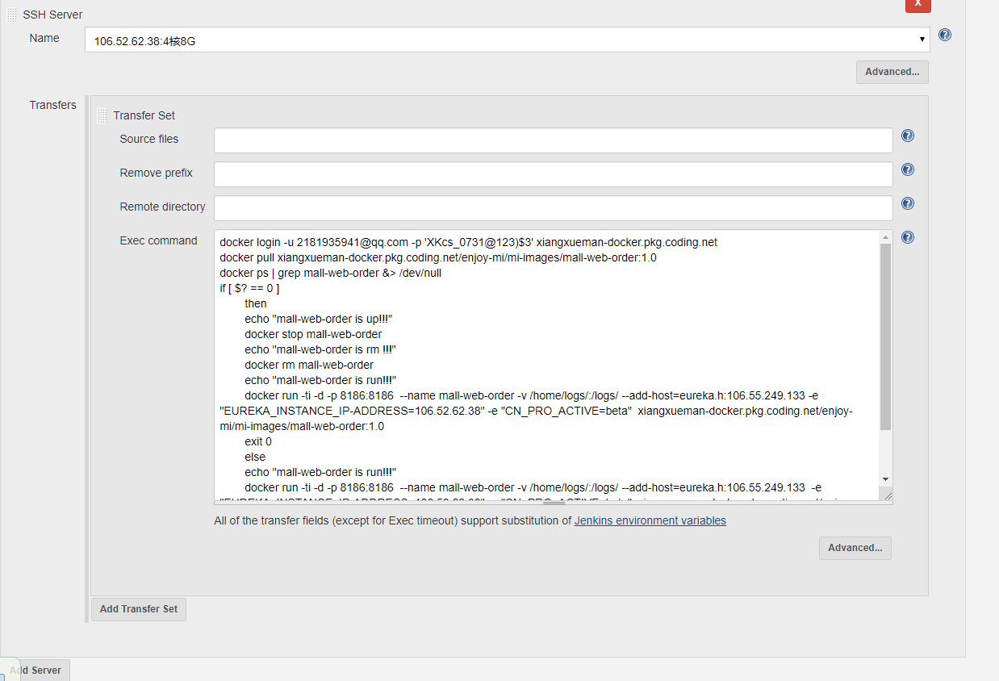 X
SSH Server
Name
106.52.62.38:4核8G
Advanced...
Transfers
Transfer Set
Source files
Remove prefix
Remote directory
Exec command
docker login -u 2181935941@qq.com -p 'XKcs_0731@123)$3' xiangxueman-docker.pkg.coding.net
docker pull xiangxueman-docker.pkg.coding.net/enjoy-mi/mi-images/mall-web-order:1.0
docker ps | grep mall-web-order &> /dev/null
if [ $? == 0 ]
then
echo "mall-web-order is up!!!"
docker stop mall-web-order
echo "mall-web-order is rm !!!"
docker rm mall-web-order
echo "mall-web-order is run!!!"
docker run -ti -d -p 8186:8186  --name mall-web-order -v /home/logs/:/logs/ --add-host=eureka.h:106.55.249.133 -e
"EUREKA_INSTANCE_IP-ADDRESS=106.52.62.38" -e "CN_PRO_ACTIVE=beta"  xiangxueman-docker.pkg.coding.net/enjoy-
mi/mi-images/mall-web-order:1.0
exit 0
else
echo "mall-web-order is run!!!"
docker run -ti -d -p 8186:8186  --name mall-web-order -v /home/logs/:/logs/ --add-host=eureka.h:106.55.249.133  -e
All of the transfer fields (except for Exec timeout) support substitution of Jenkins environment variables
Advanced...
Add Transfer Set
Add Server